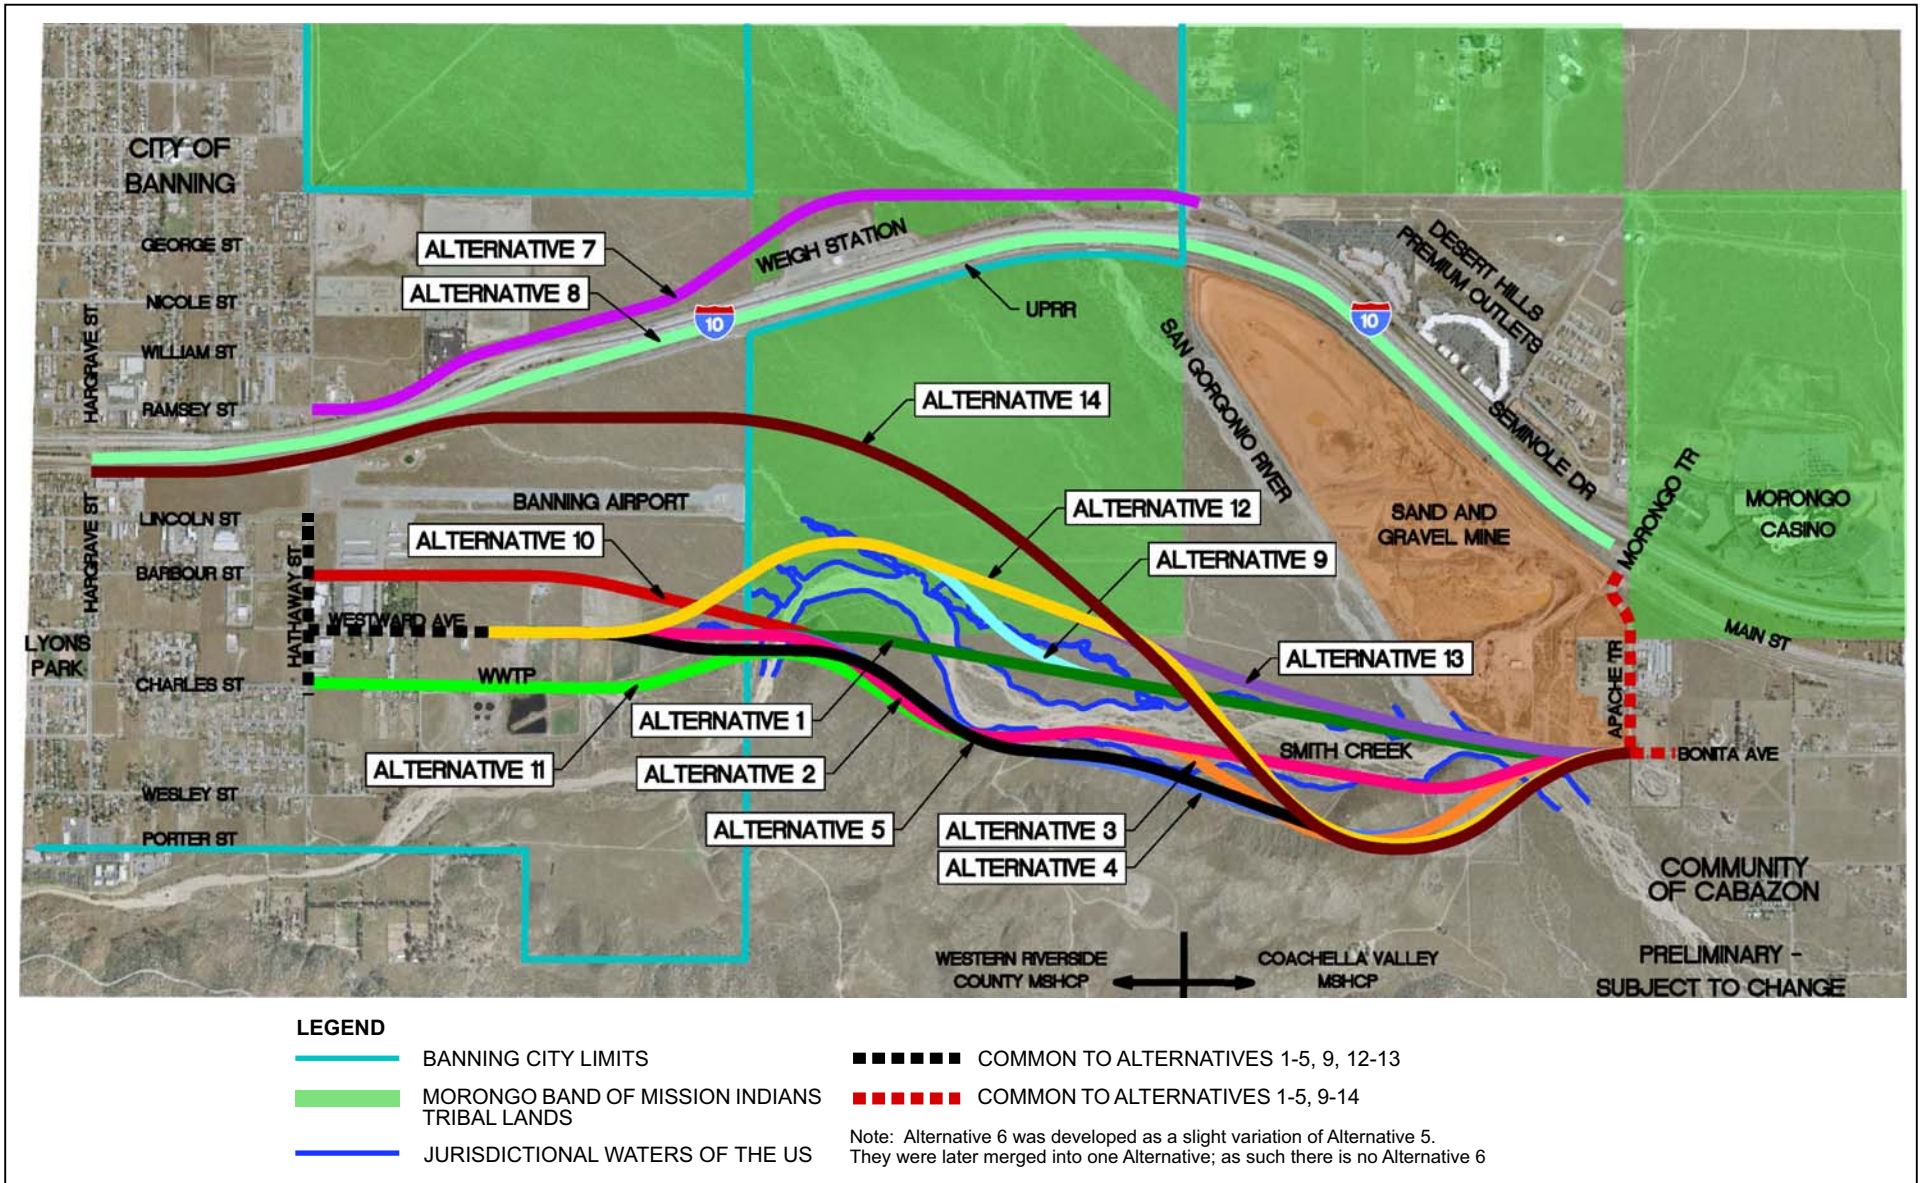 CITY OF
BANNING
GEORGE ST
NICOLE ST
WILLIAM ST
RAMSEY ST
HARGRAVE ST
HARGRAVE ST
LINCOLN ST
BARBOUR ST
HATHAWAY ST
WESTWARD AVE
LYONS
PARK
CHARLES ST
WWTP
WESLEY ST
PORTER ST
ALTERNATIVE 7
ALTERNATIVE 8
10
WEIGH STATION
UPRR
BANNING AIRPORT
ALTERNATIVE 14
ALTERNATIVE 10
ALTERNATIVE 12
ALTERNATIVE 9
ALTERNATIVE 13
ALTERNATIVE 1
ALTERNATIVE 11
ALTERNATIVE 2
ALTERNATIVE 5
ALTERNATIVE 3
ALTERNATIVE 4
SMITH CREEK
SAN GORGONIO RIVER
10
DESERT HILLS
PREMIUM OUTLETS
SEMINOLE DR
SAND AND
GRAVEL MINE
MORONGO TR
MORONGO
CASINO
MAIN ST
APACHE TR
BONITA AVE
COMMUNITY
OF CABAZON
WESTERN RIVERSIDE
COUNTY MSHCP
COACHELLA VALLEY
MSHCP
PRELIMINARY -
SUBJECT TO CHANGE
LEGEND
BANNING CITY LIMITS
MORONGO BAND OF MISSION INDIANS
TRIBAL LANDS
JURISDICTIONAL WATERS OF THE US
COMMON TO ALTERNATIVES 1-5, 9, 12-13
COMMON TO ALTERNATIVES 1-5, 9-14
Note: Alternative 6 was developed as a slight variation of Alternative 5.
They were later merged into one Alternative; as such there is no Alternative 6